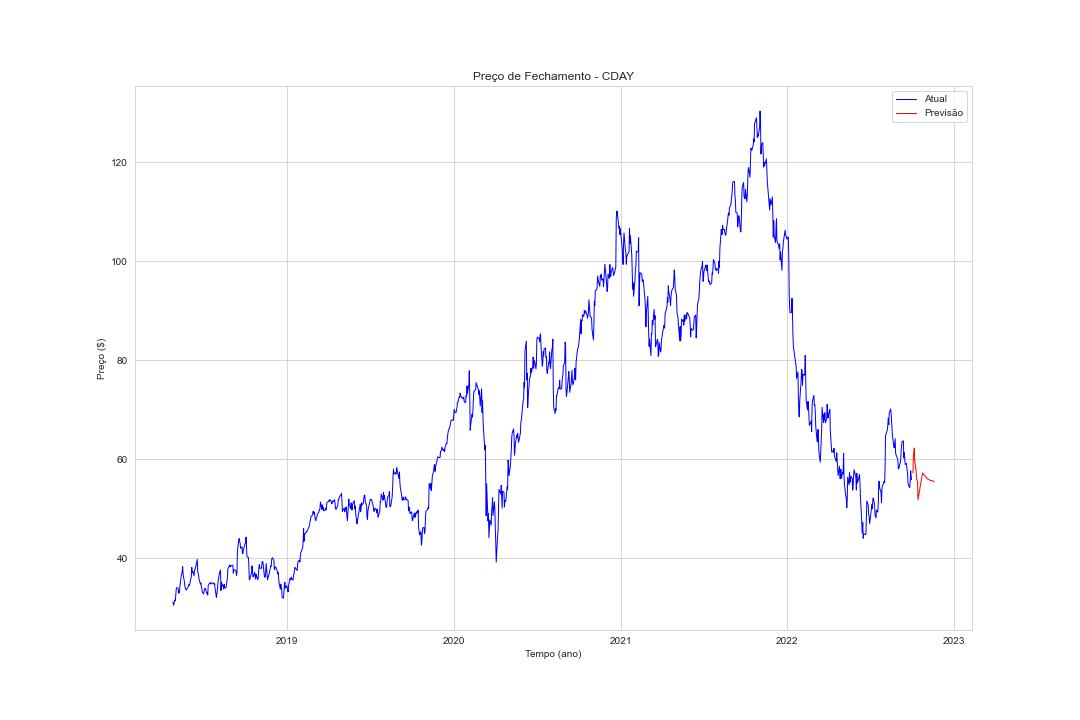 Preço de Fechamento - CDAY
Atual
Previsão
120
100
80
60
40
Preço ($)
2019
2020
2021
2022
2023
Tempo (ano)